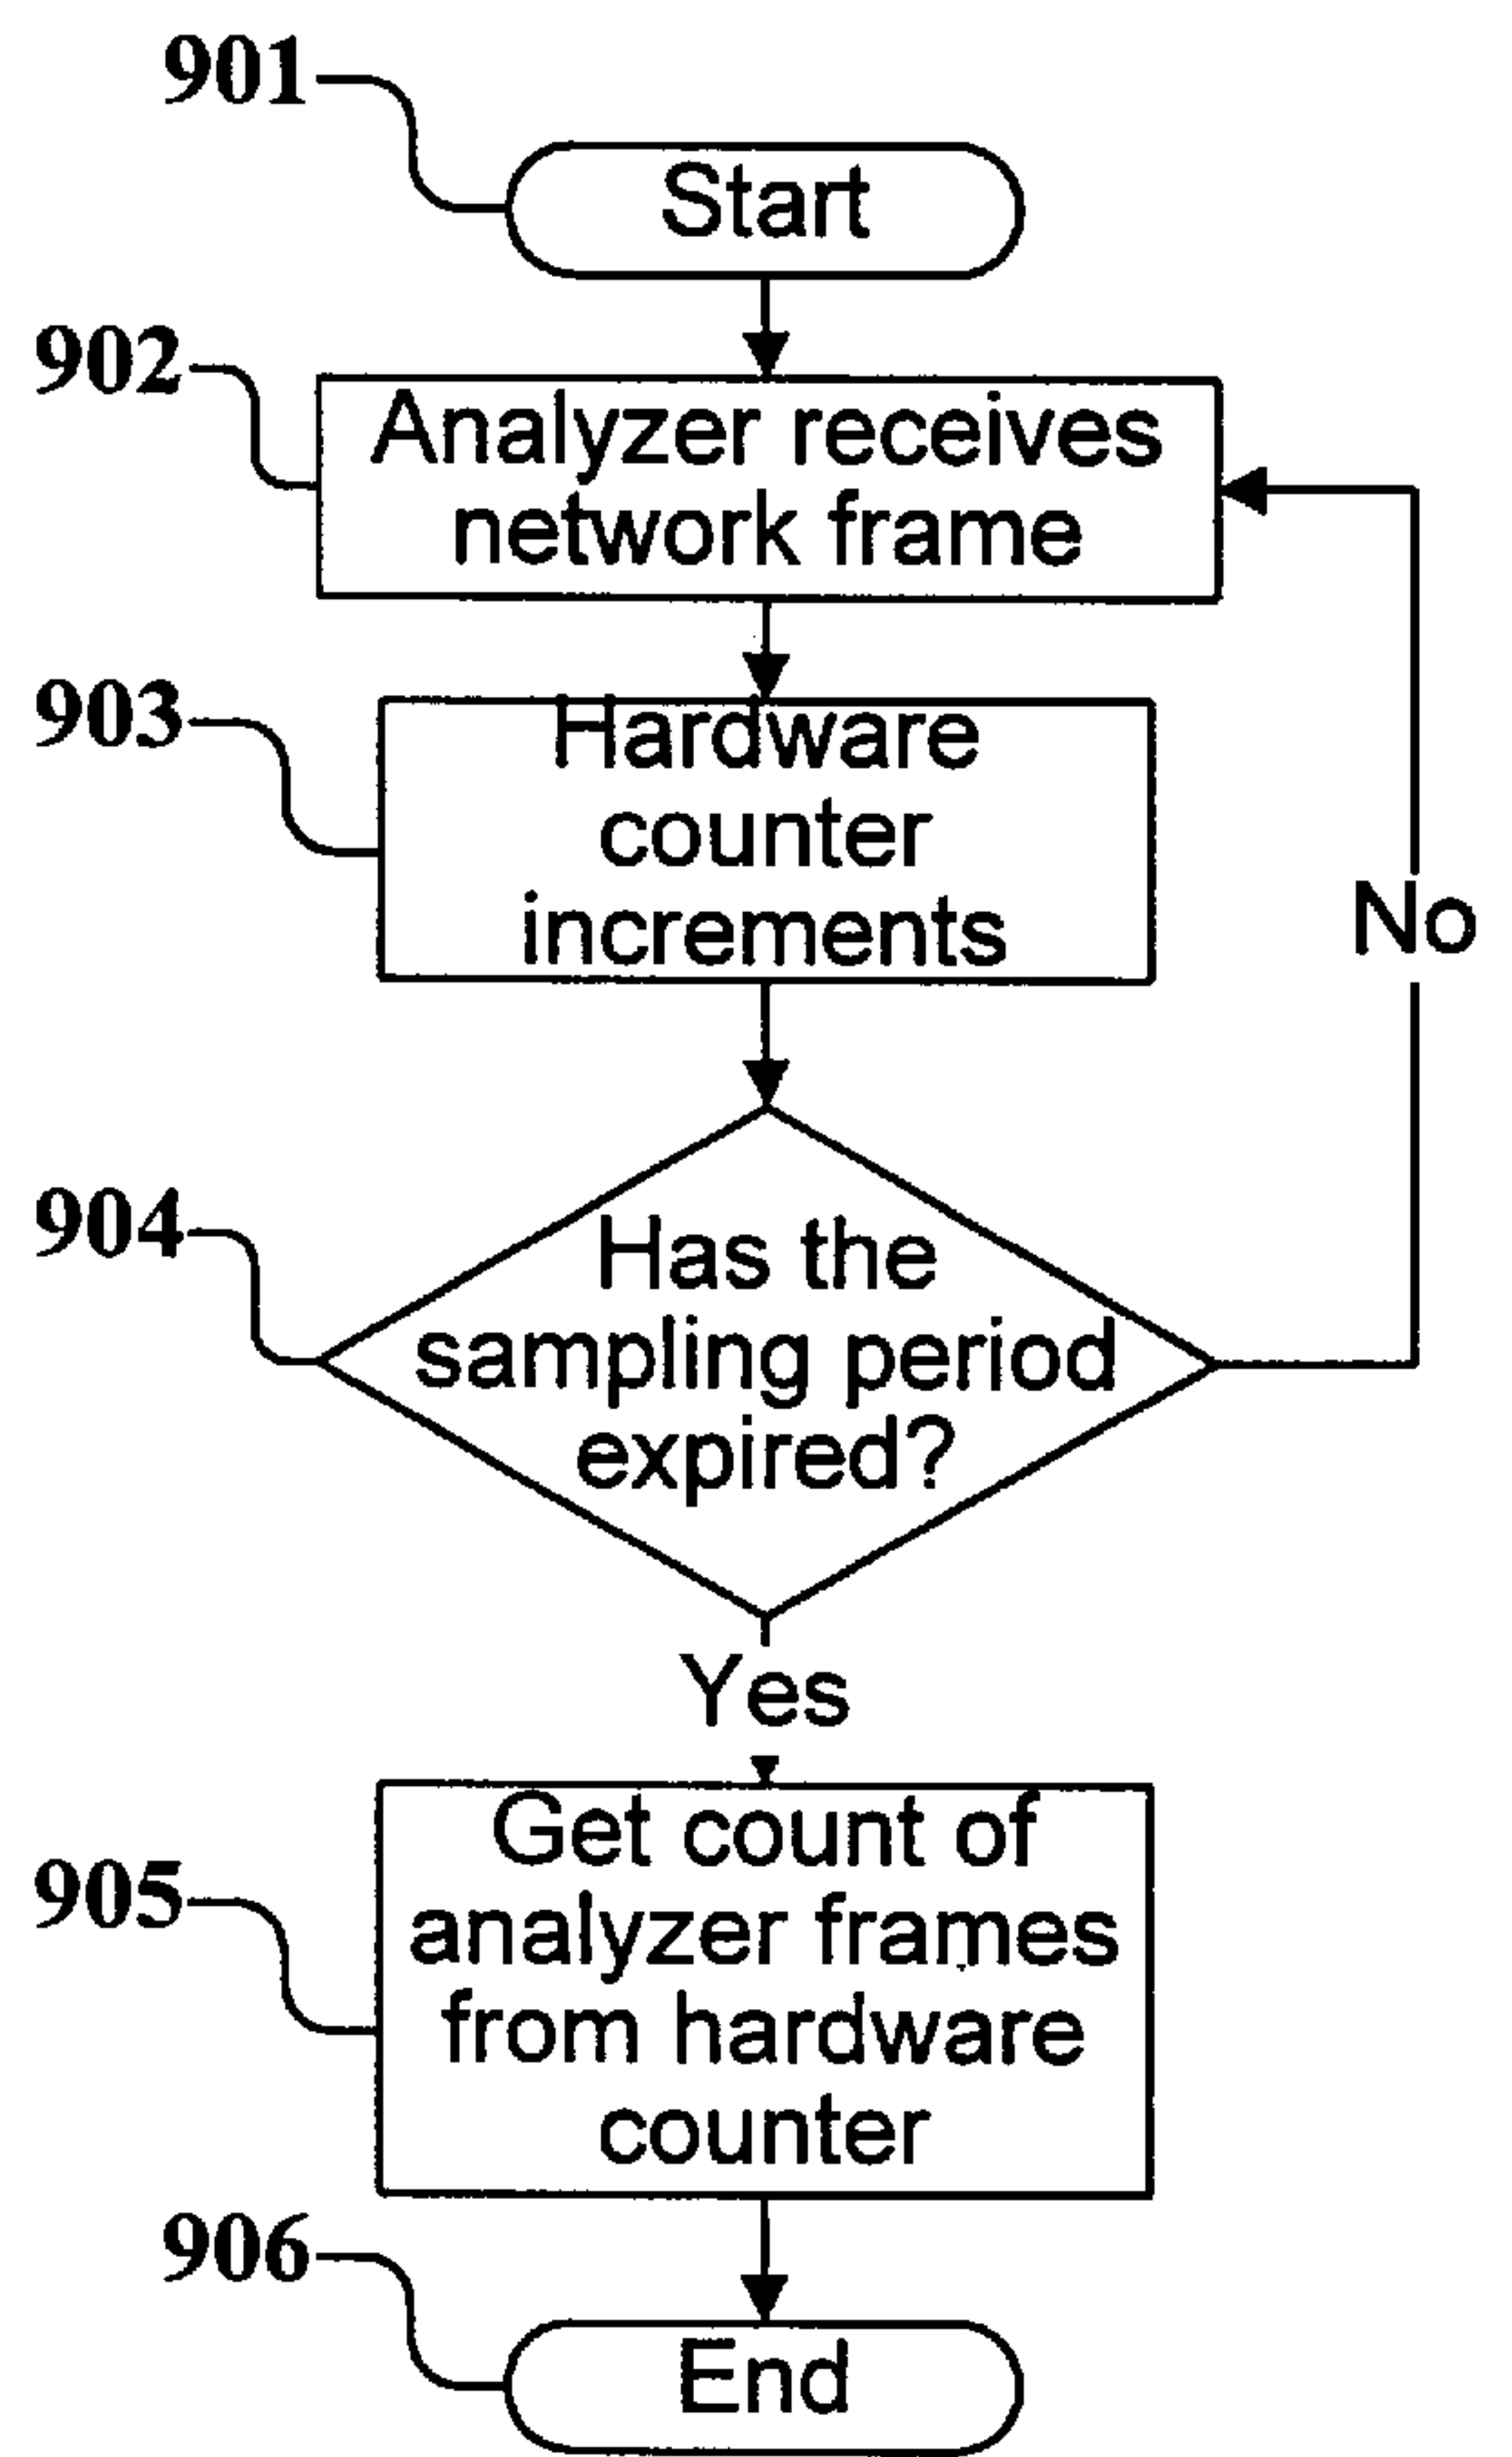 901
Start
902
Analyzer receives
network frame
903
Hardware
counter
increments
No
904
Has the
sampling period
expired?
Yes
905
Get count of
analyzer frames
from hardware
counter
906
End